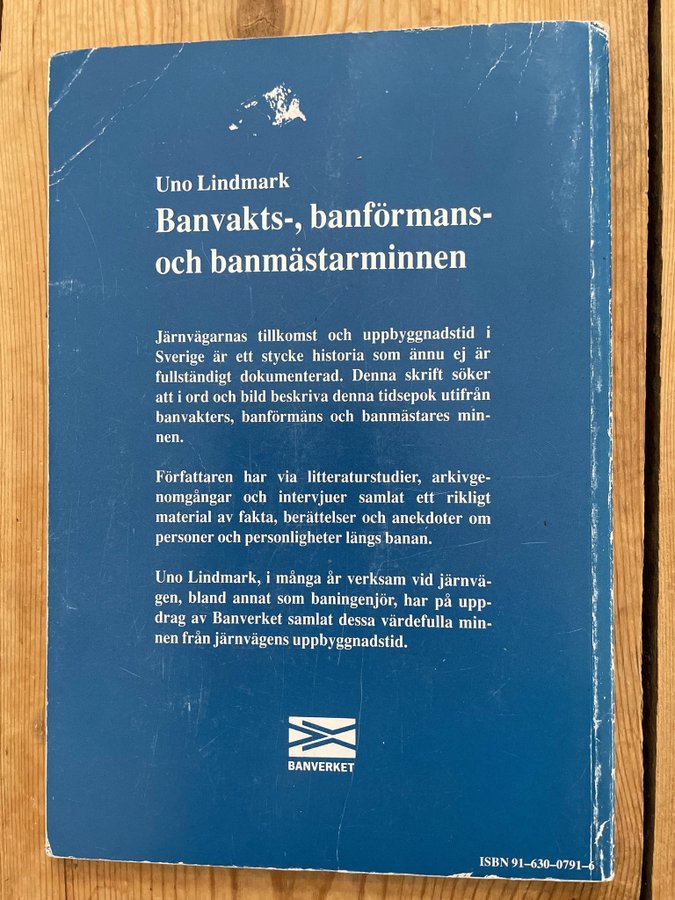 Uno Lindmark
Banvakts-, banförmans-
och banmästarminnen
Järnvägarnas tillkomst och uppbyggnadstid i
Sverige är ett stycke historia som ännu ej är
fullständigt dokumenterad. Denna skrift söker
att i ord och bild beskriva denna tidsepok utifrån
banvakters, banförmäns och banmästares min-
nen.
Författaren har via litteraturstudier, arkivge-
nomgångar och intervjuer samlat ett rikligt
material av fakta, berättelser och anekdoter om
personer och personligheter längs banan.
Uno Lindmark, i många år verksam vid järnvä-
gen, bland annat som baningenjör, har på upp-
drag av Banverket samlat dessa värdefulla min-
nen från järnvägens uppbyggnadstid.
BANVERKET
ISBN 91-630-0791-6